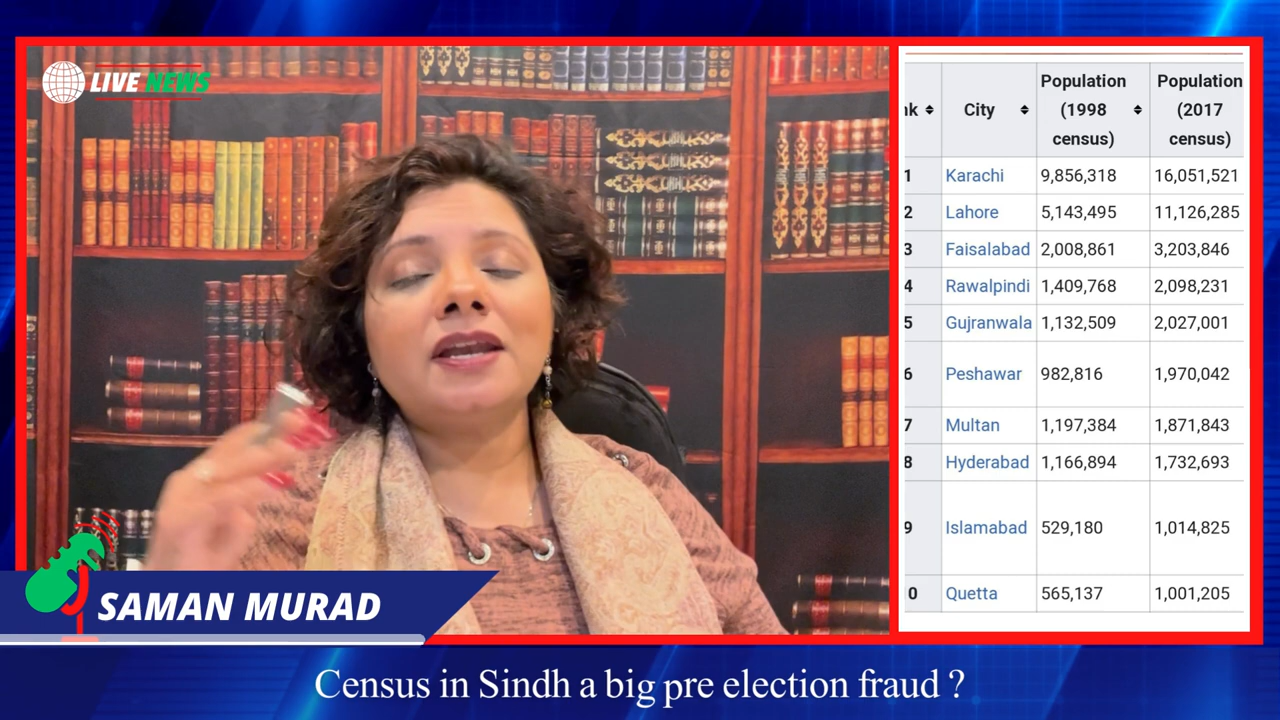 LIVE NEWS
nk City Population (1998 census) Population (2017 census)
1 Karachi 9,856,318 16,051,521
2 Lahore 5,143,495 11,126,285
3 Faisalabad 2,008,861 3,203,846
4 Rawalpindi 1,409,768 2,098,231
5 Gujranwala 1,132,509 2,027,001
6 Peshawar 982,816 1,970,042
7 Multan 1,197,384 1,871,843
8 Hyderabad 1,166,894 1,732,693
9 Islamabad 529,180 1,014,825
0 Quetta 565,137 1,001,205
SAMAN MURAD
Census in Sindh a big pre election fraud ?